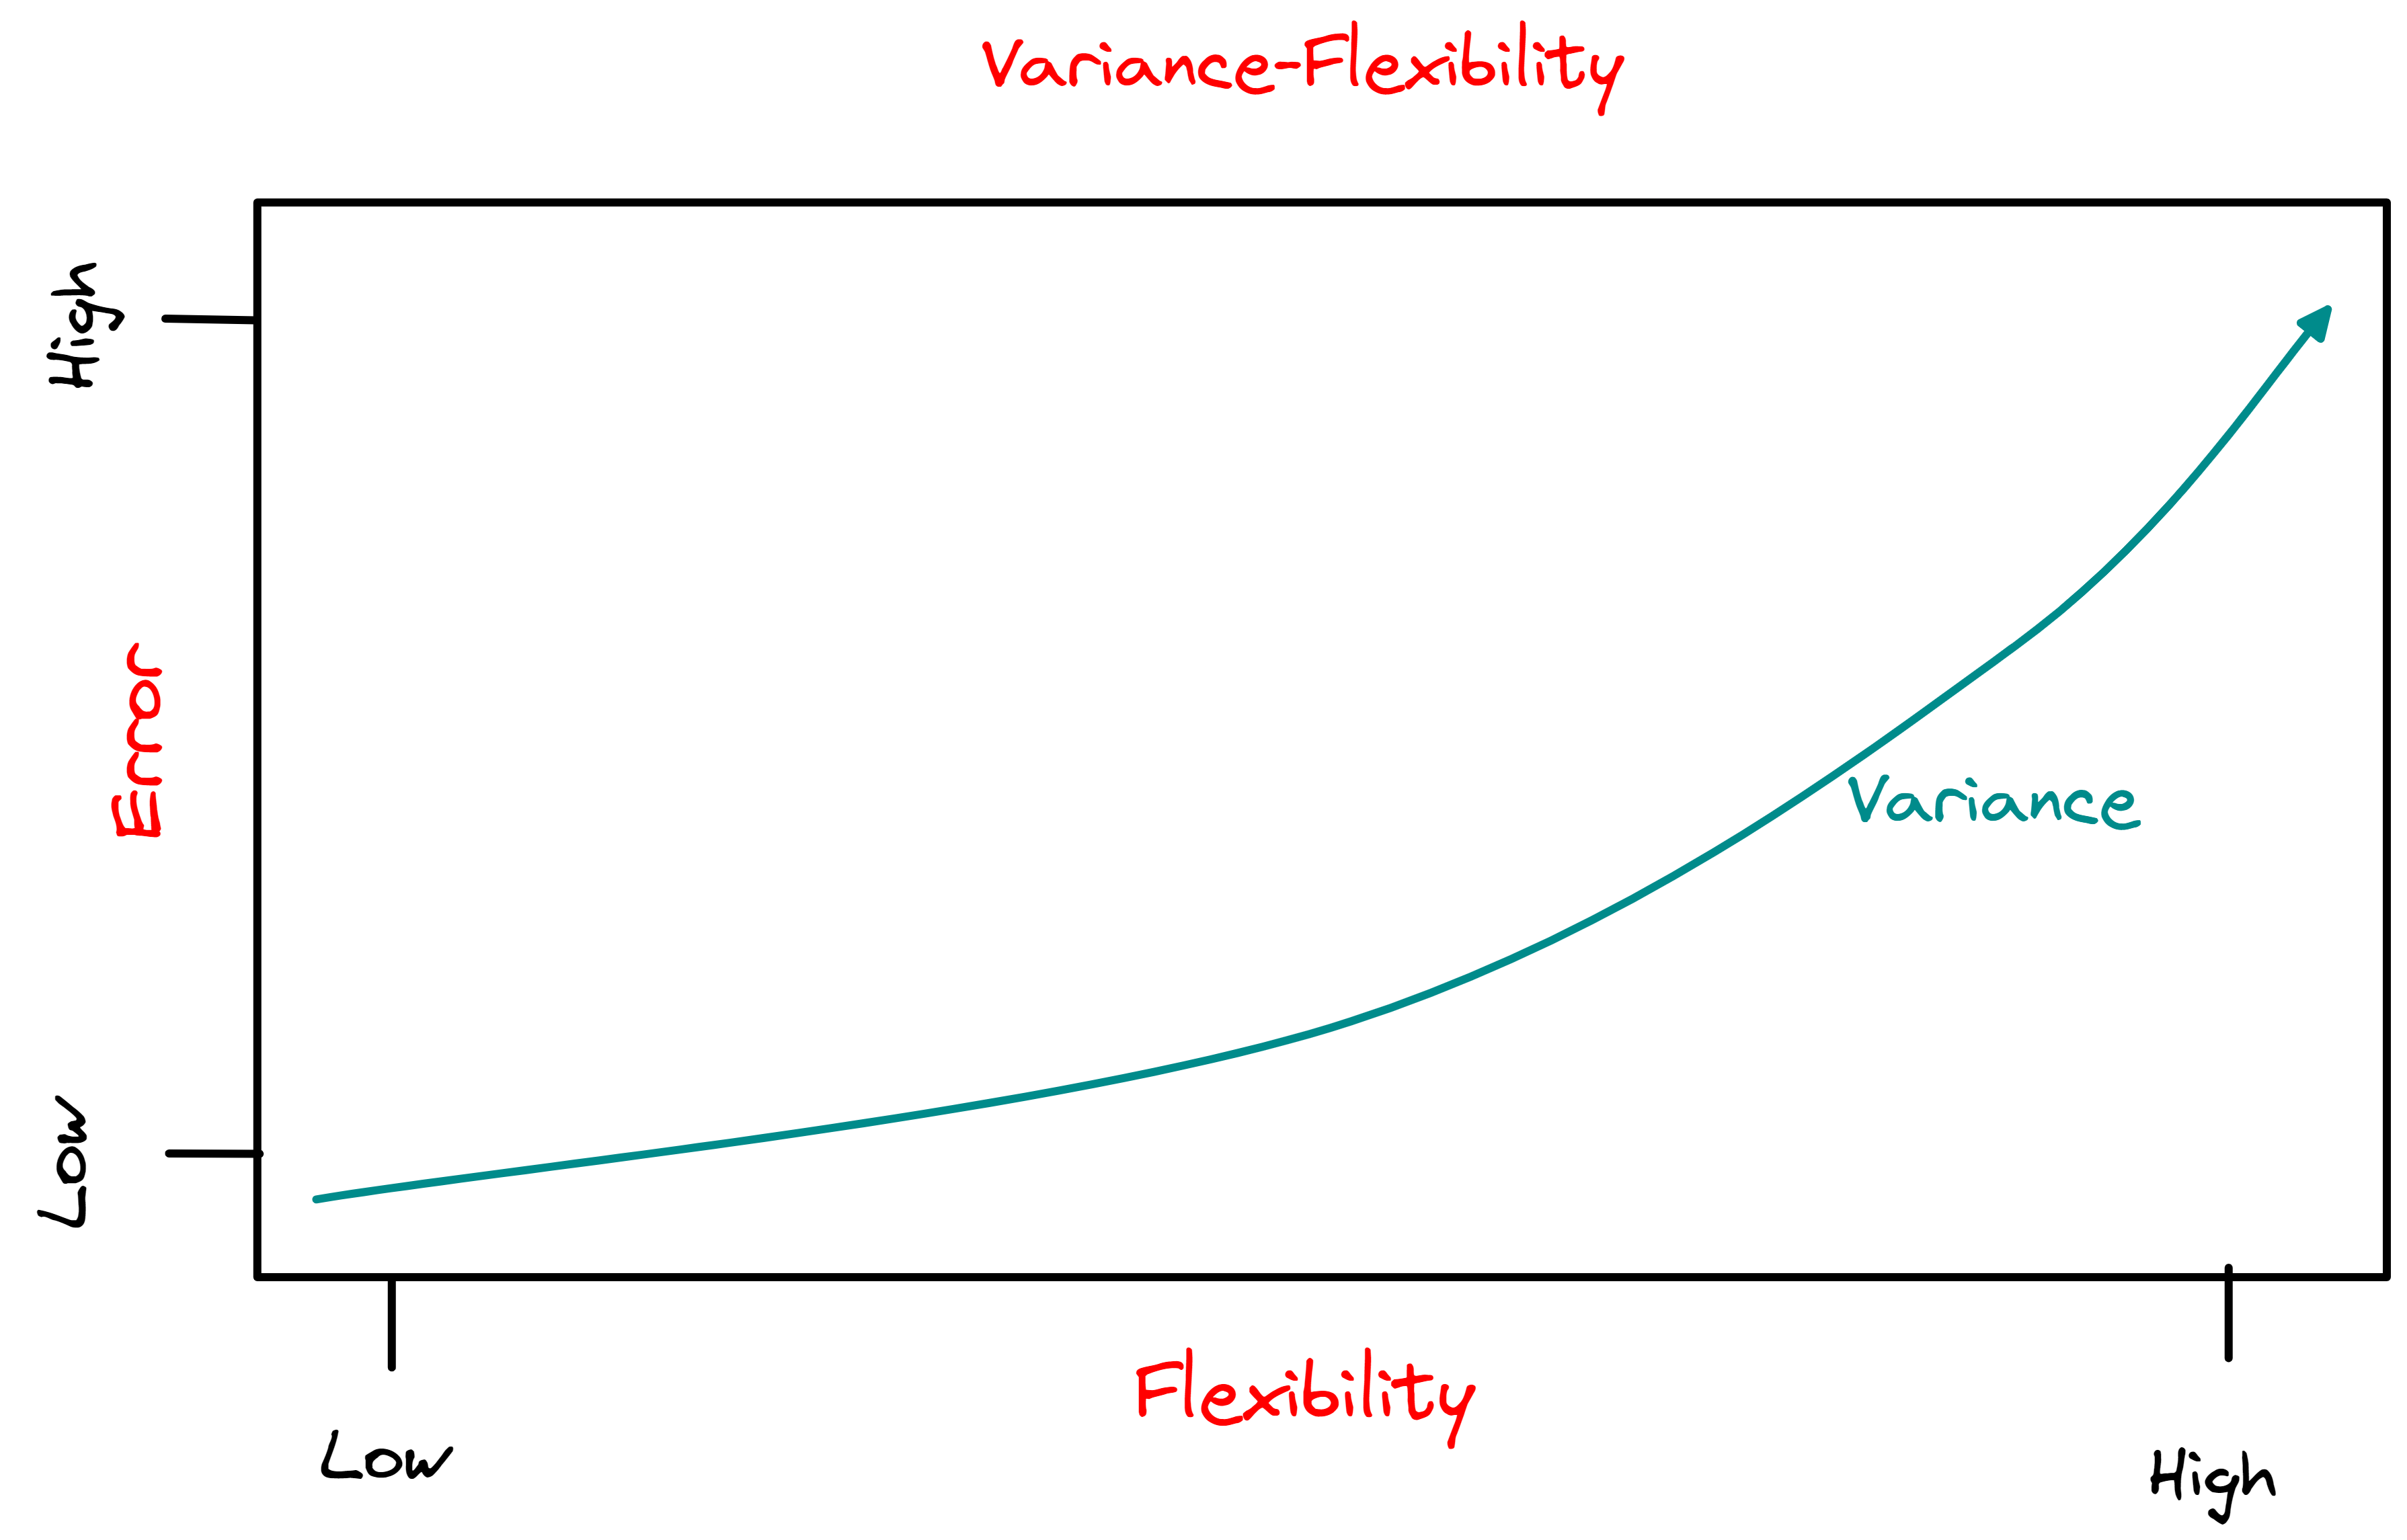 Variance-Flexibility
High
Error
Low
Variance
Flexibility
Low
High